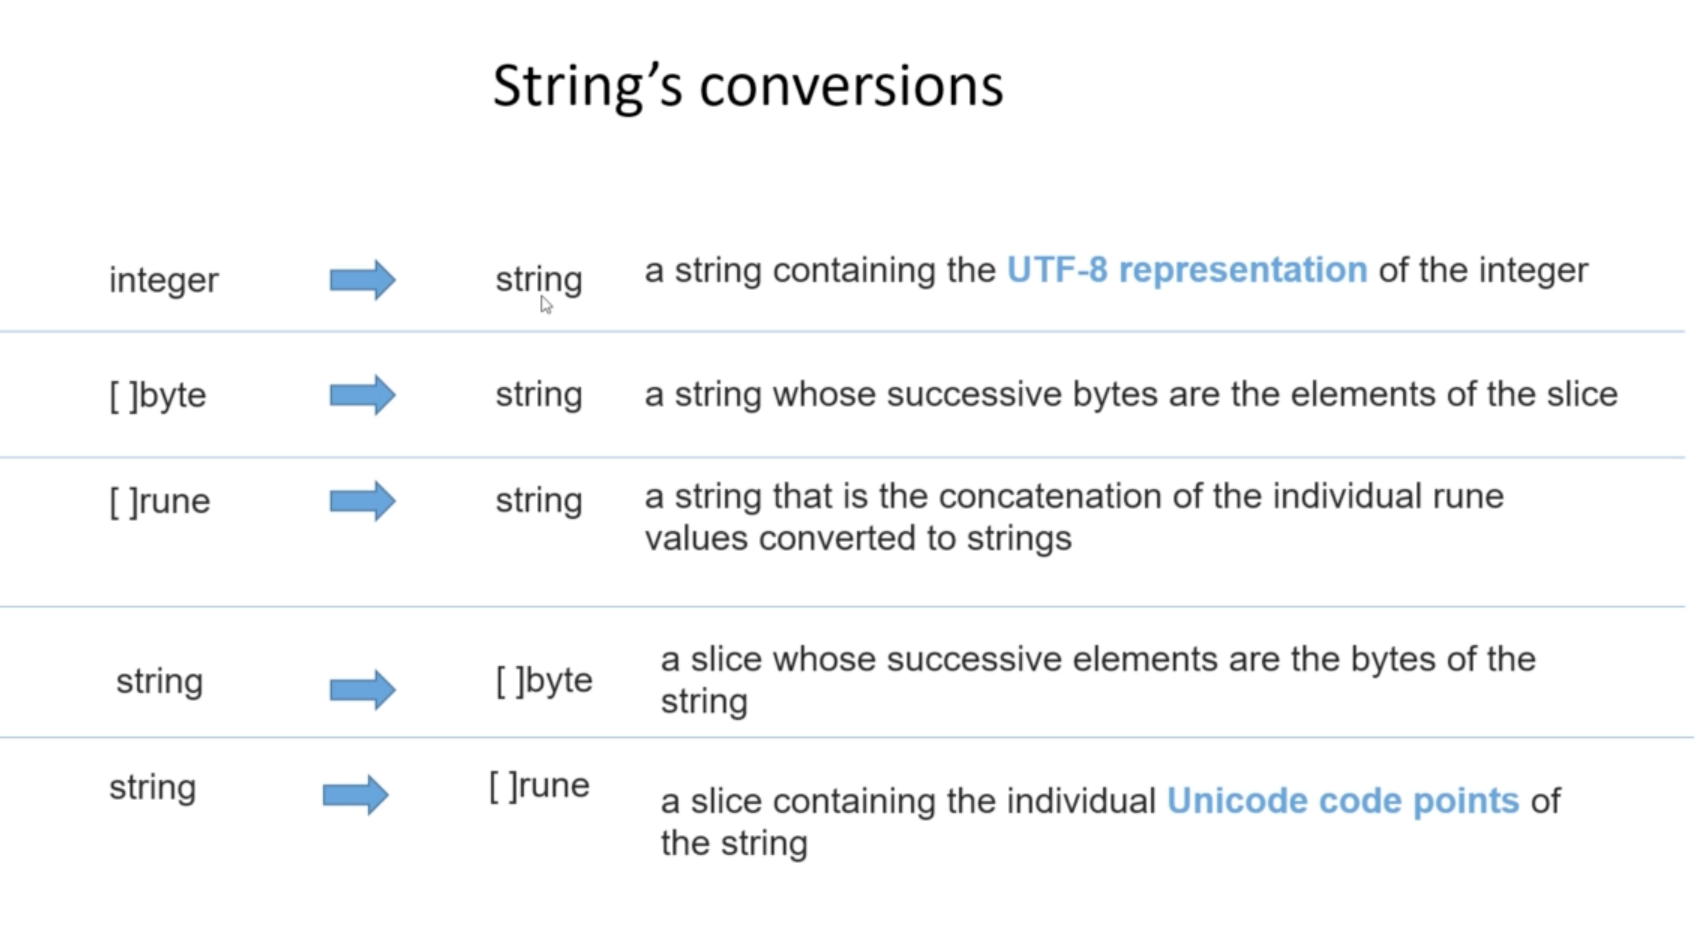 String’s conversions
integer string a string containing the UTF-8 representation of the integer
[ ]byte string a string whose successive bytes are the elements of the slice
[ ]rune string a string that is the concatenation of the individual rune
values converted to strings
string [ ]byte a slice whose successive elements are the bytes of the
string
string [ ]rune a slice containing the individual Unicode code points of
the string